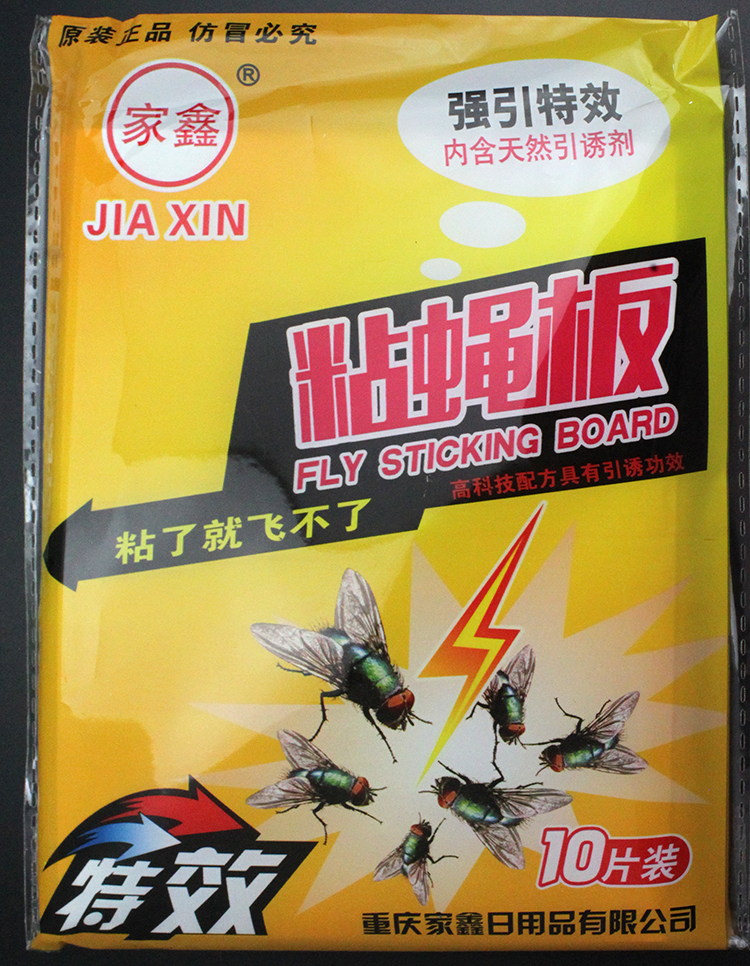 原装正品 仿冒必究
家鑫
®
JIA XIN
强引特效
内含天然引诱剂
粘蝇板
FLY STICKING BOARD
高科技配方具有引诱功效
粘了就飞不了
特效
10片装
重庆家鑫日用品有限公司